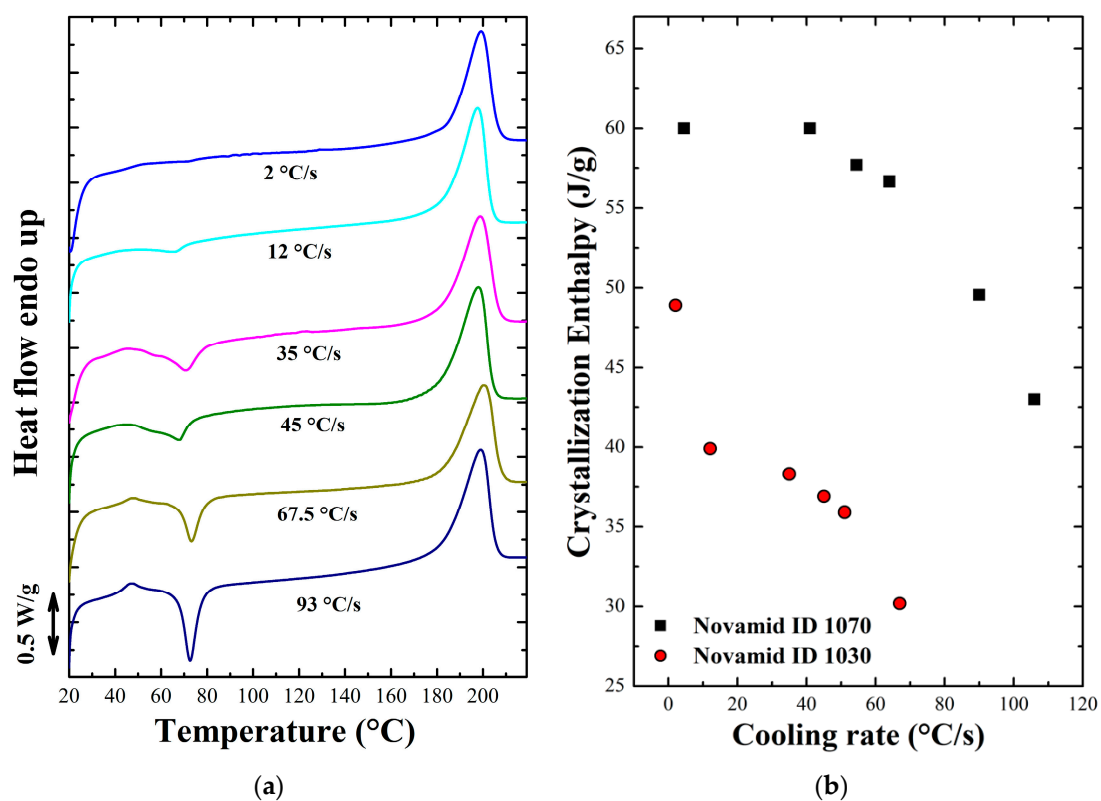 Heat flow endo up
0.5 W/g
2 °C/s
12 °C/s
35 °C/s
45 °C/s
67.5 °C/s
93 °C/s
20 40 60 80 100 120 140 160 180 200
Temperature (°C)
(a)
Crystallization Enthalpy (J/g)
65
60
55
50
45
40
35
30
25
Novamid ID 1070
Novamid ID 1030
0 20 40 60 80 100 120
Cooling rate (°C/s)
(b)